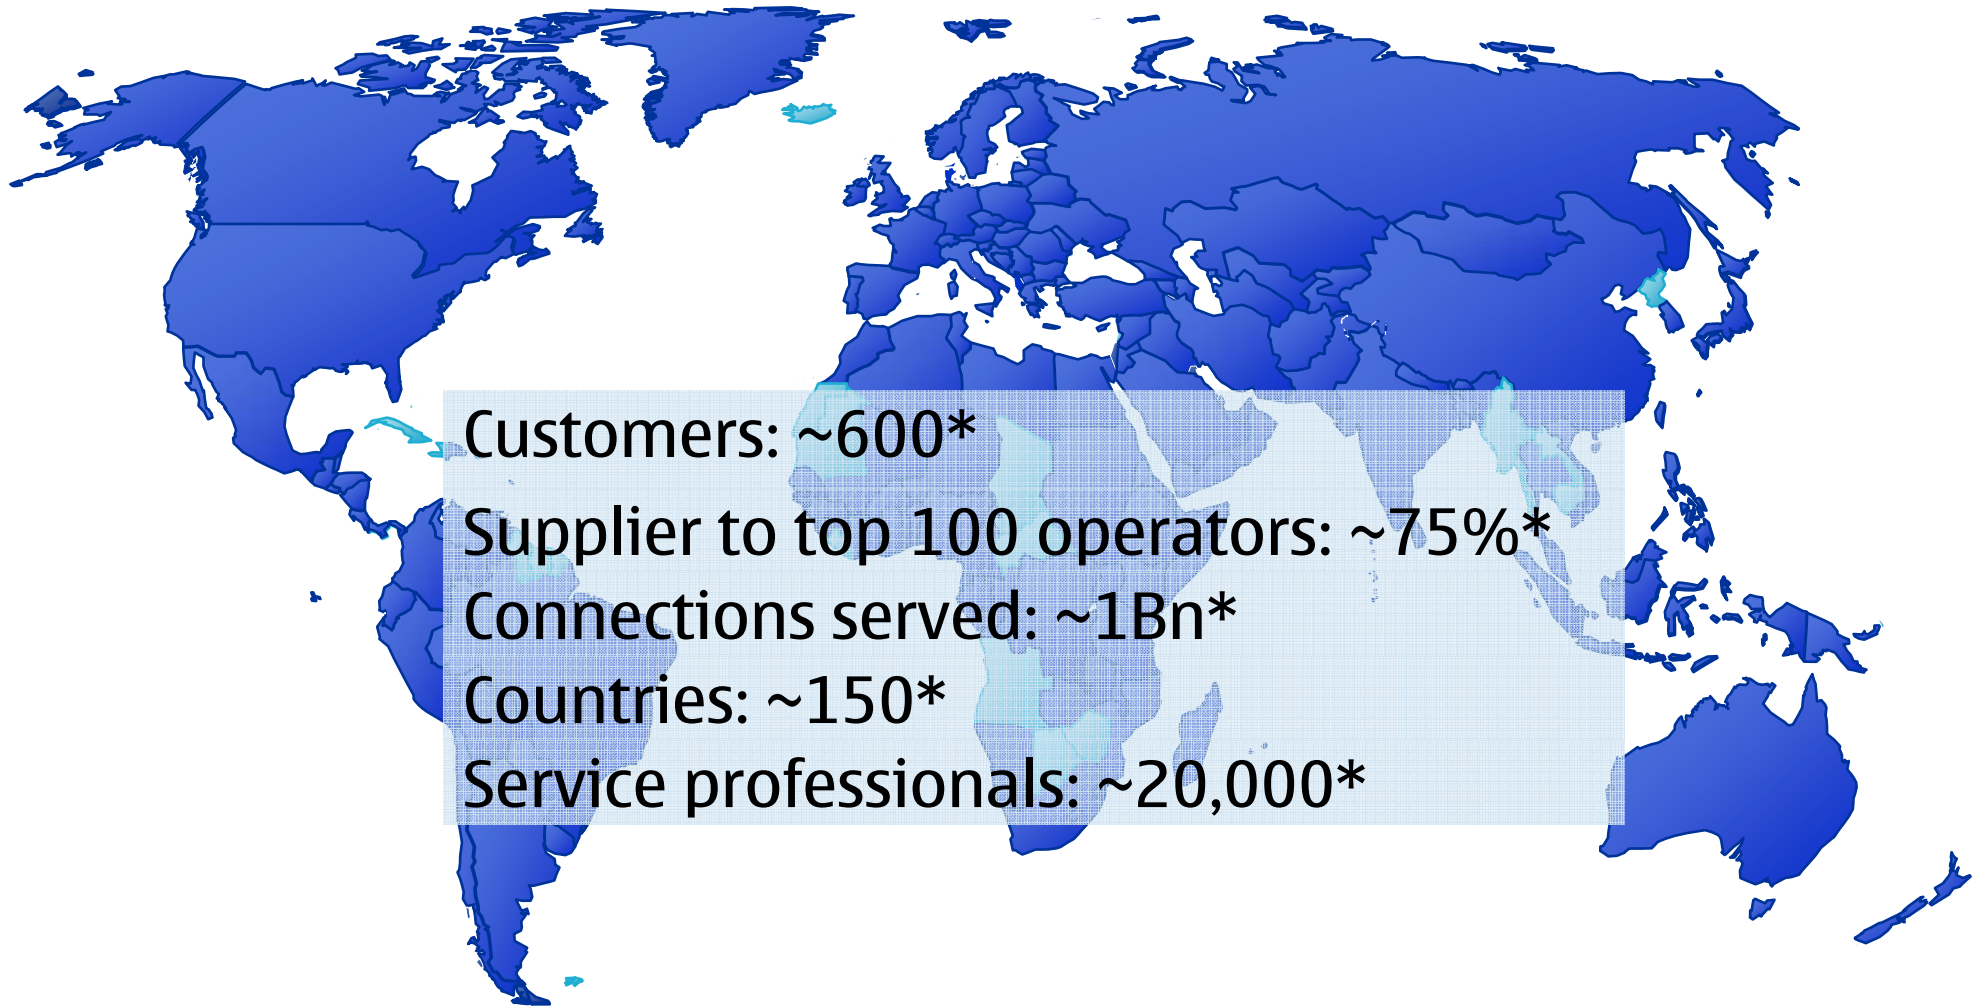 Customers: ~600*
Supplier to top 100 operators: ~75%*
Connections served: ~1Bn*
Countries: ~150*
Service professionals: ~20,000*